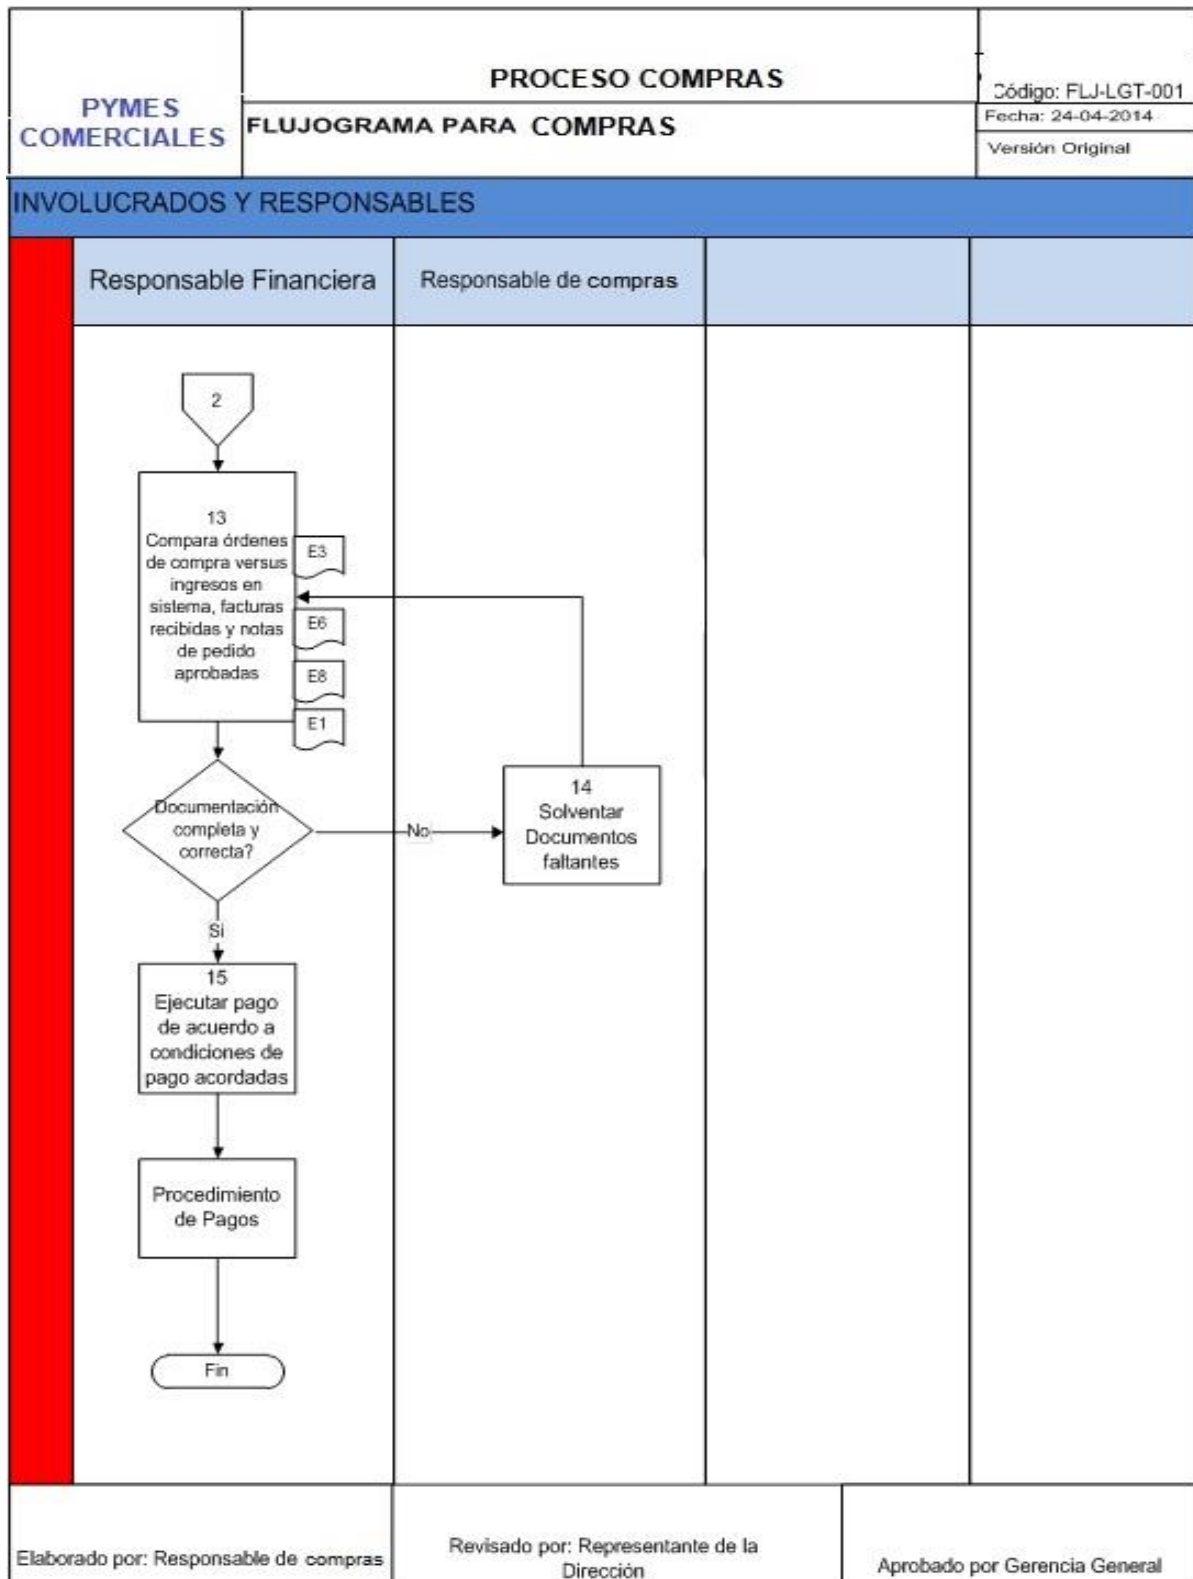 PYMES
COMERCIALES
PROCESO COMPRAS
FLUJOGRAMA PARA COMPRAS
Código: FLJ-LGT-001
Fecha: 24-04-2014
Versión Original
INVOLUCRADOS Y RESPONSABLES
Responsable Financiera
Responsable de compras
2
13
Compara órdenes
de compra versus
ingresos en
sistema, facturas
recibidas y notas
de pedido
aprobadas
E3
E6
E8
E1
Documentación
completa y
correcta?
No
14
Solventar
Documentos
faltantes
Si
15
Ejecutar pago
de acuerdo a
condiciones de
pago acordadas
Procedimiento
de Pagos
Fin
Elaborado por: Responsable de compras
Revisado por: Representante de la
Dirección
Aprobado por Gerencia General